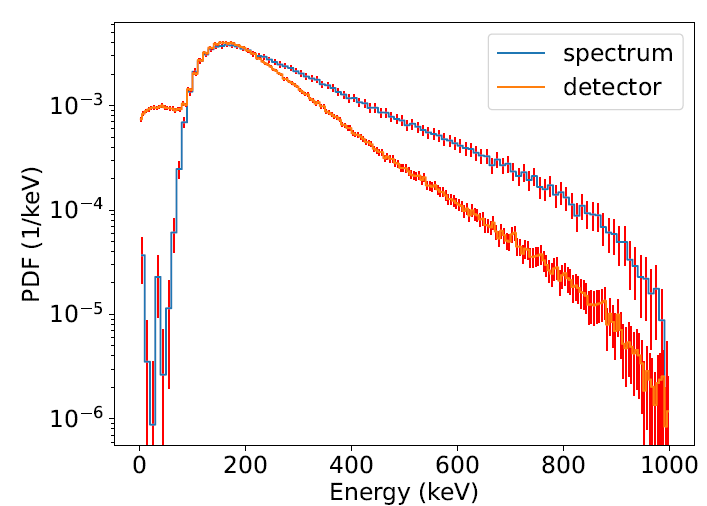 spectrum
detector
PDF (1/keV)
10⁻³
10⁻⁴
10⁻⁵
10⁻⁶
0 200 400 600 800 1000
Energy (keV)